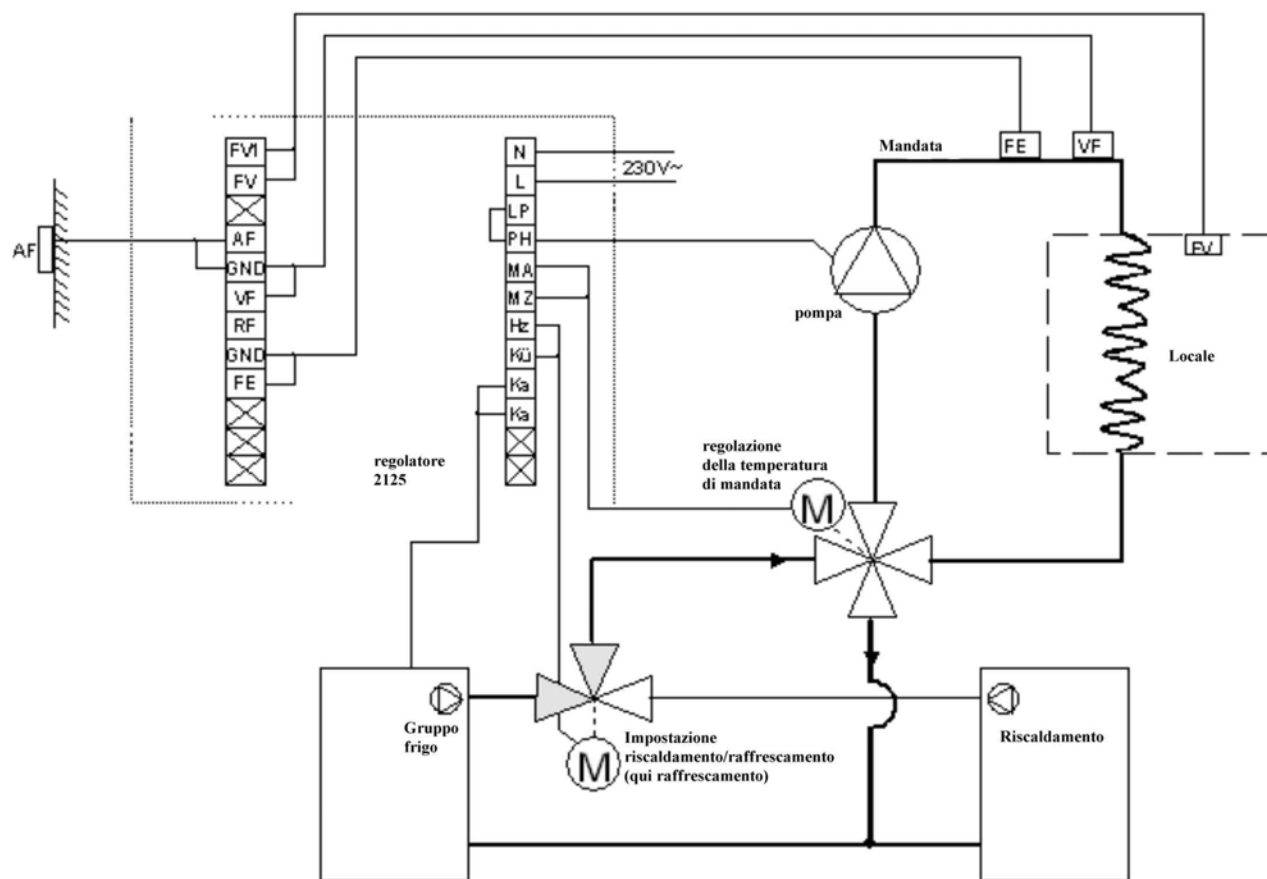 FV1
FV
AF
GND
VF
RF
GND
FE
AF
N
L
LP
PH
MA
MZ
Hz
Kü
Ka
Ka
230V~
regolatore
2125
Mandata
FE
VF
FV
pompa
Locale
regolazione
della temperatura
di mandata
M
Gruppo
frigo
M
Impostazione
riscaldamento/raffrescamento
(qui raffrescamento)
Riscaldamento